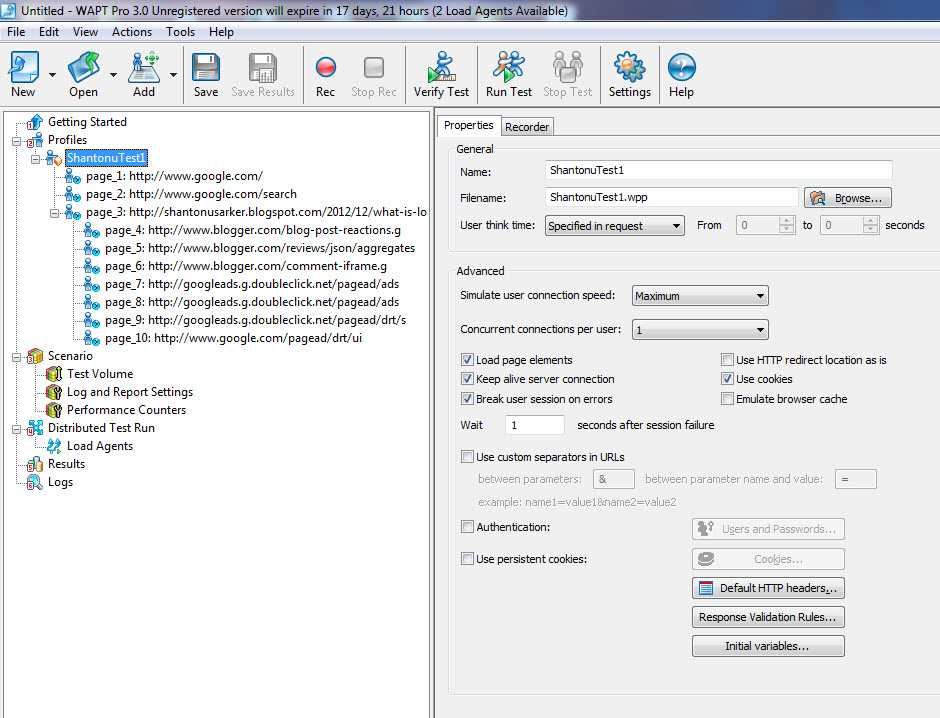 Untitled - WAPT Pro 3.0 Unregistered version will expire in 17 days, 21 hours (2 Load Agents Available)
File Edit View Actions Tools Help
New Open Add Save Save Results Rec Stop Rec Verify Test Run Test Stop Test Settings Help
Getting Started
Profiles
ShantonuTest1
page_1: http://www.google.com/
page_2: http://www.google.com/search
page_3: http://shantonusarker.blogspot.com/2012/12/what-is-lo
page_4: http://www.blogger.com/blog-post-reactions.g
page_5: http://www.blogger.com/reviews/json/aggregates
page_6: http://www.blogger.com/comment-iframe.g
page_7: http://googleads.g.doubleclick.net/pagead/ads
page_8: http://googleads.g.doubleclick.net/pagead/ads
page_9: http://googleads.g.doubleclick.net/pagead/drt/s
page_10: http://www.google.com/pagead/drt/ui
Scenario
Test Volume
Log and Report Settings
Performance Counters
Distributed Test Run
Load Agents
Results
Logs
Properties Recorder
General
Name: ShantonuTest1
Filename: ShantonuTest1.wpp Browse...
User think time: Specified in request From 0 to 0 seconds
Advanced
Simulate user connection speed: Maximum
Concurrent connections per user: 1
Load page elements Use HTTP redirect location as is
Keep alive server connection Use cookies
Break user session on errors Emulate browser cache
Wait 1 seconds after session failure
Use custom separators in URLs
between parameters: & between parameter name and value: =
example: name1=value1&name2=value2
Authentication: Users and Passwords...
Use persistent cookies: Cookies...
Default HTTP headers...
Response Validation Rules...
Initial variables...